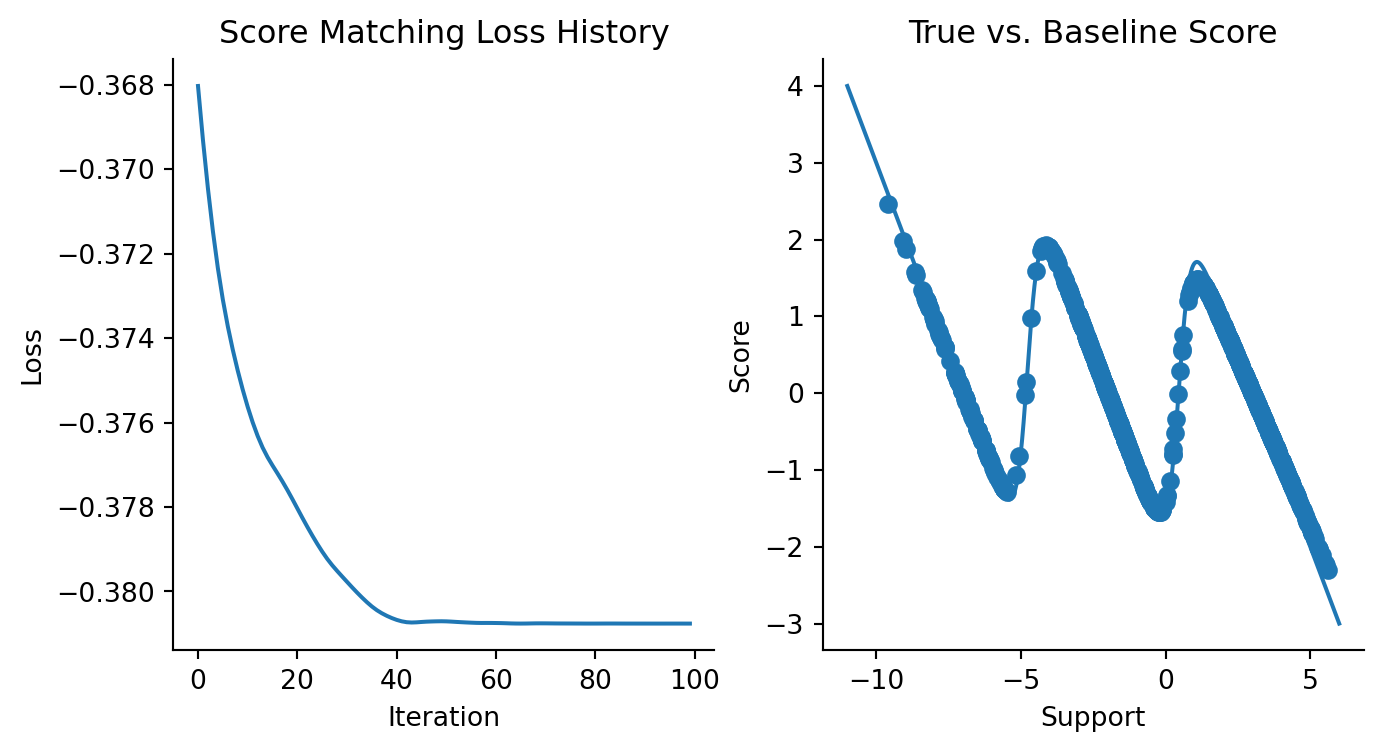 Score Matching Loss History
−0.368
−0.370
−0.372
−0.374
−0.376
−0.378
−0.380
Loss
0 20 40 60 80 100
Iteration
True vs. Baseline Score
4
3
2
1
0
−1
−2
−3
Score
−10 −5 0 5
Support